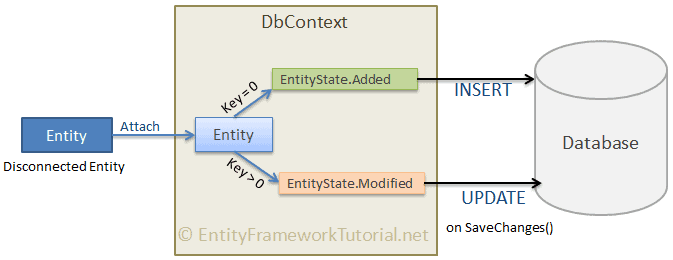 DbContext
EntityState.Added
Key = 0
INSERT
Entity
Attach
Entity
Database
Disconnected Entity
Key > 0
EntityState.Modified
UPDATE
on SaveChanges()
© EntityFrameworkTutorial.net